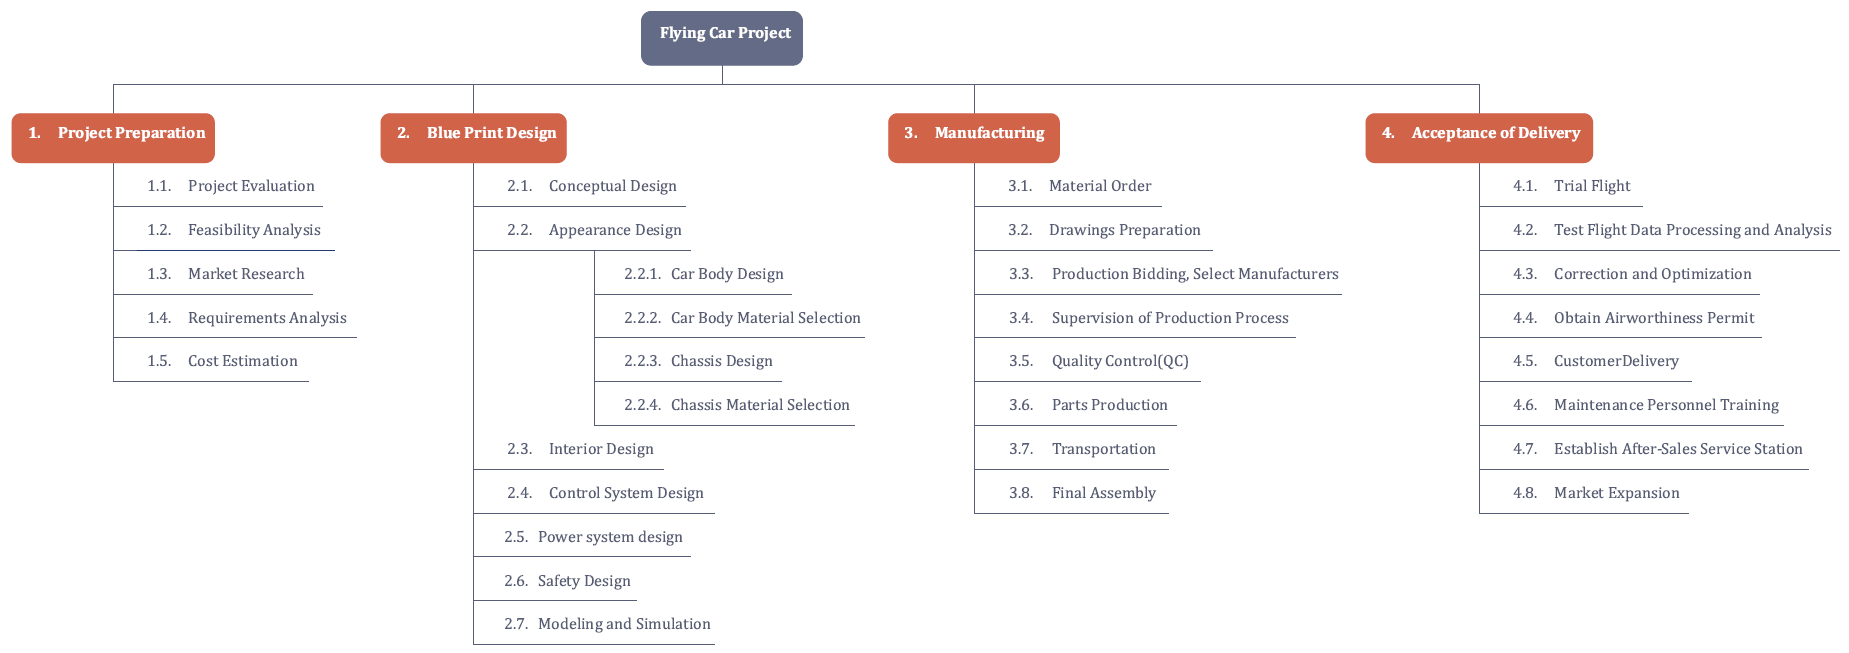 Flying Car Project
1. Project Preparation
1.1. Project Evaluation
1.2. Feasibility Analysis
1.3. Market Research
1.4. Requirements Analysis
1.5. Cost Estimation
2. Blue Print Design
2.1. Conceptual Design
2.2. Appearance Design
2.2.1. Car Body Design
2.2.2. Car Body Material Selection
2.2.3. Chassis Design
2.2.4. Chassis Material Selection
2.3. Interior Design
2.4. Control System Design
2.5. Power system design
2.6. Safety Design
2.7. Modeling and Simulation
3. Manufacturing
3.1. Material Order
3.2. Drawings Preparation
3.3. Production Bidding, Select Manufacturers
3.4. Supervision of Production Process
3.5. Quality Control(QC)
3.6. Parts Production
3.7. Transportation
3.8. Final Assembly
4. Acceptance of Delivery
4.1. Trial Flight
4.2. Test Flight Data Processing and Analysis
4.3. Correction and Optimization
4.4. Obtain Airworthiness Permit
4.5. CustomerDelivery
4.6. Maintenance Personnel Training
4.7. Establish After-Sales Service Station
4.8. Market Expansion